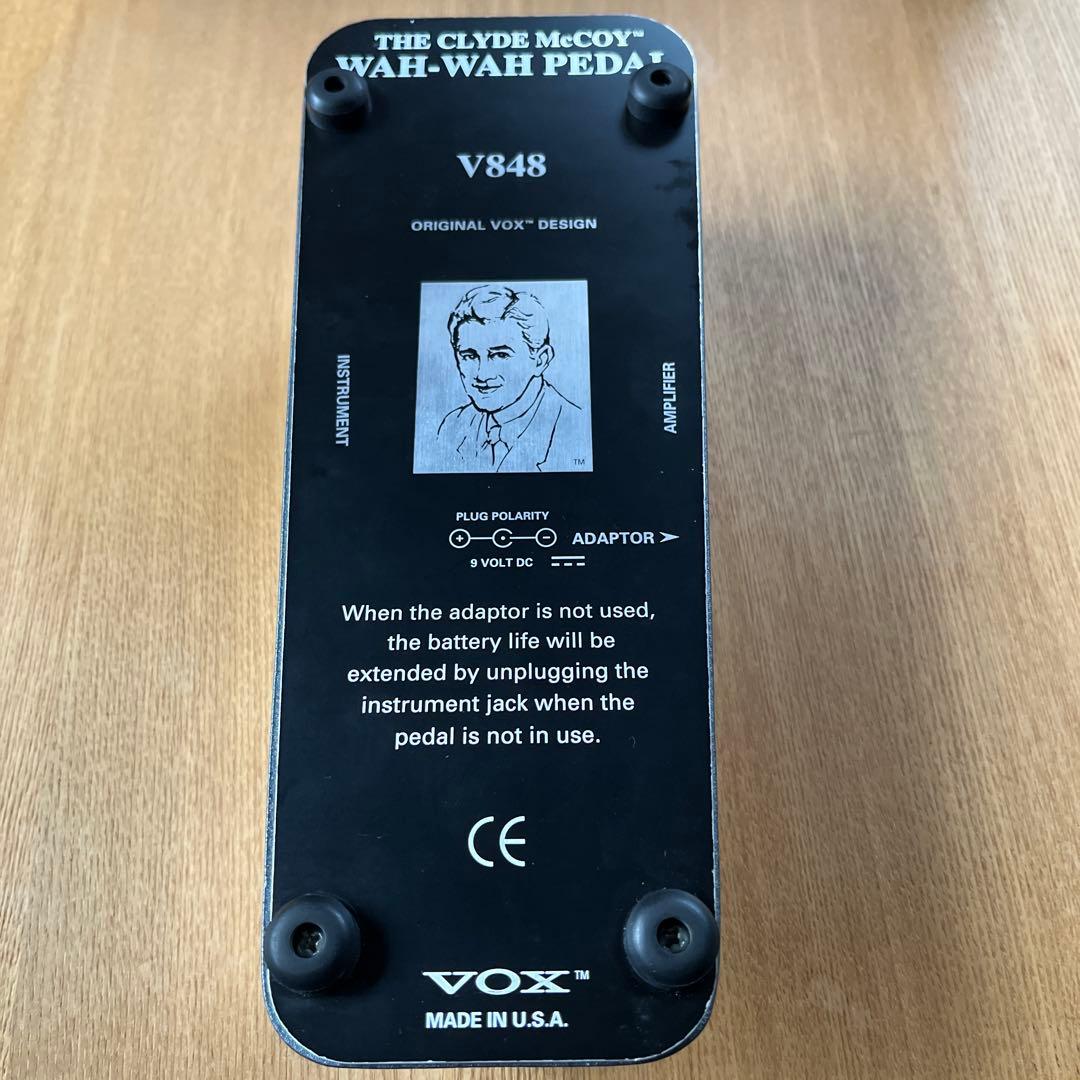 THE CLYDE McCOY™
WAH-WAH PEDAL
V848
ORIGINAL VOX™ DESIGN
INSTRUMENT
AMPLIFIER
TM
PLUG POLARITY
+ -
ADAPTOR
9 VOLT DC
When the adaptor is not used,
the battery life will be
extended by unplugging the
instrument jack when the
pedal is not in use.
CE
VOX™
MADE IN U.S.A.